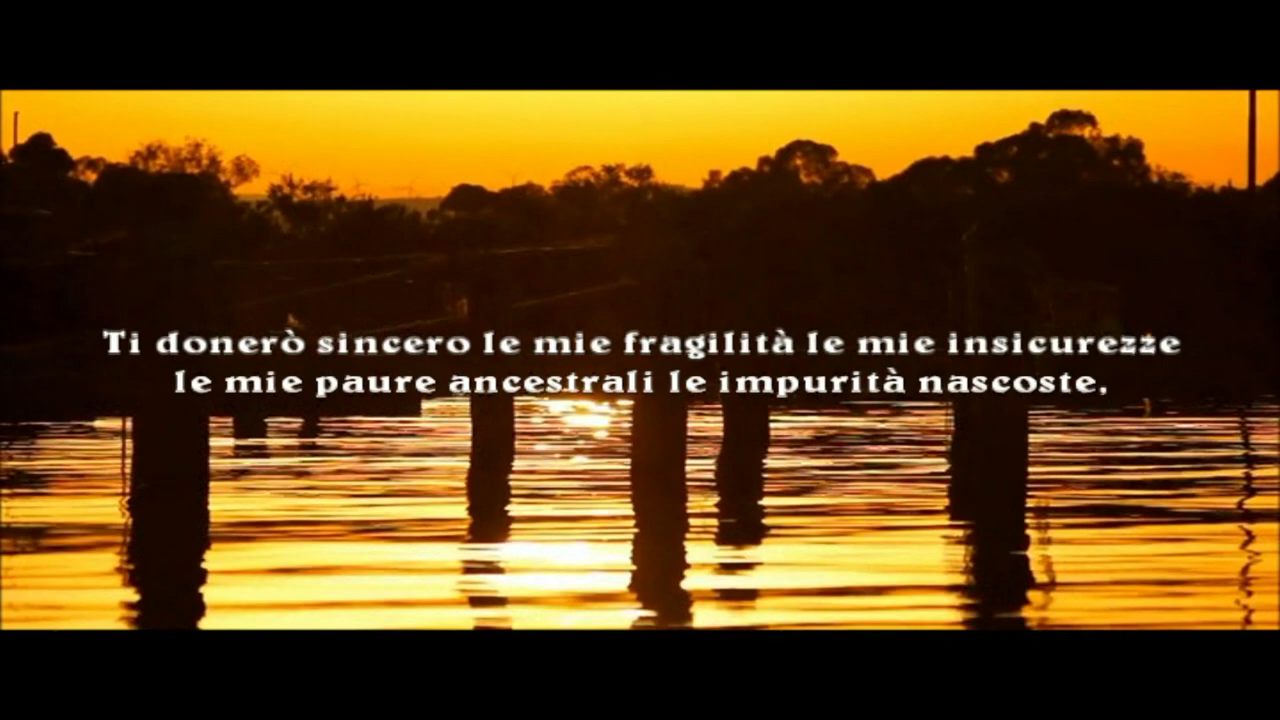 Ti donerò sincero le mie fragilità le mie insicurezze
le mie paure ancestrali le impurità nascoste,